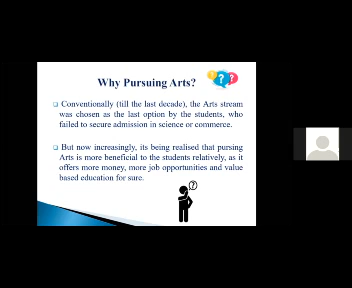 Why Pursuing Arts?
Conventionally (till the last decade), the Arts stream
was chosen as the last option by the students, who
failed to secure admission in science or commerce.
But now increasingly, its being realised that pursing
Arts is more beneficial to the students relatively, as it
offers more money, more job opportunities and value
based education for sure.